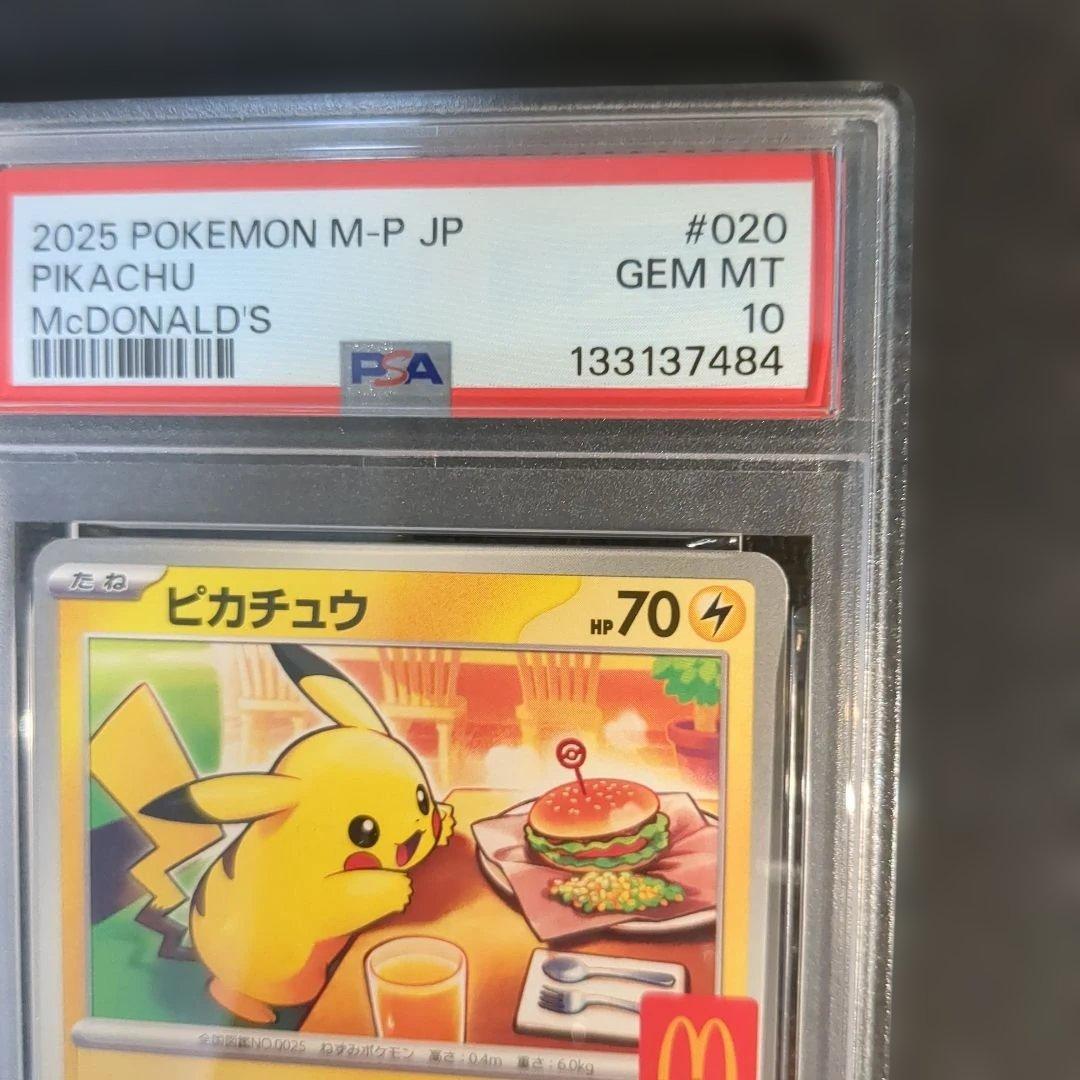 2025 POKEMON M-P JP #020
PIKACHU GEM MT
McDONALD'S 10
PSA 133137484
たね ピカチュウ HP 70
全国図鑑NO.0025 ねずみポケモン 高さ:0.4m 重さ:6.0kg